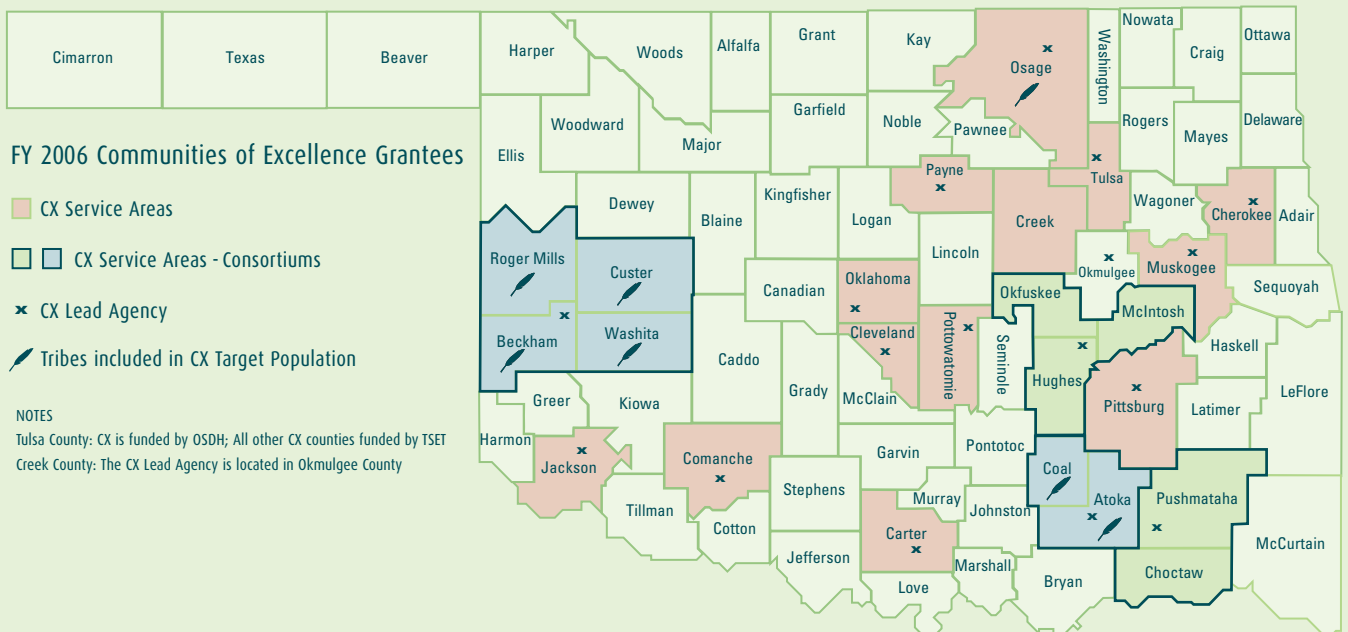 Cimarron
Texas
Beaver
Harper
Woods
Alfalfa
Grant
Kay
Osage
Washington
Nowata
Craig
Ottawa
Woodward
Major
Garfield
Noble
Pawnee
Rogers
Mayes
Delaware
FY 2006 Communities of Excellence Grantees
CX Service Areas
CX Service Areas - Consortiums
CX Lead Agency
Tribes included in CX Target Population
NOTES
Tulsa County: CX is funded by OSDH; All other CX counties funded by TSET
Creek County: The CX Lead Agency is located in Okmulgee County
Ellis
Dewey
Blaine
Kingfisher
Logan
Payne
Tulsa
Wagoner
Cherokee
Adair
Creek
Lincoln
Roger Mills
Custer
Canadian
Oklahoma
Okmulgee
Muskogee
Sequoyah
Okfuskee
McIntosh
Beckham
Washita
Caddo
Grady
Cleveland
Pottowatomie
Seminole
Hughes
Haskell
McClain
Pittsburg
Latimer
LeFlore
Greer
Kiowa
Harmon
Jackson
Comanche
Garvin
Pontotoc
Coal
Atoka
Pushmataha
Tillman
Cotton
Stephens
Murray
Johnston
Carter
McCurtain
Jefferson
Love
Marshall
Bryan
Choctaw